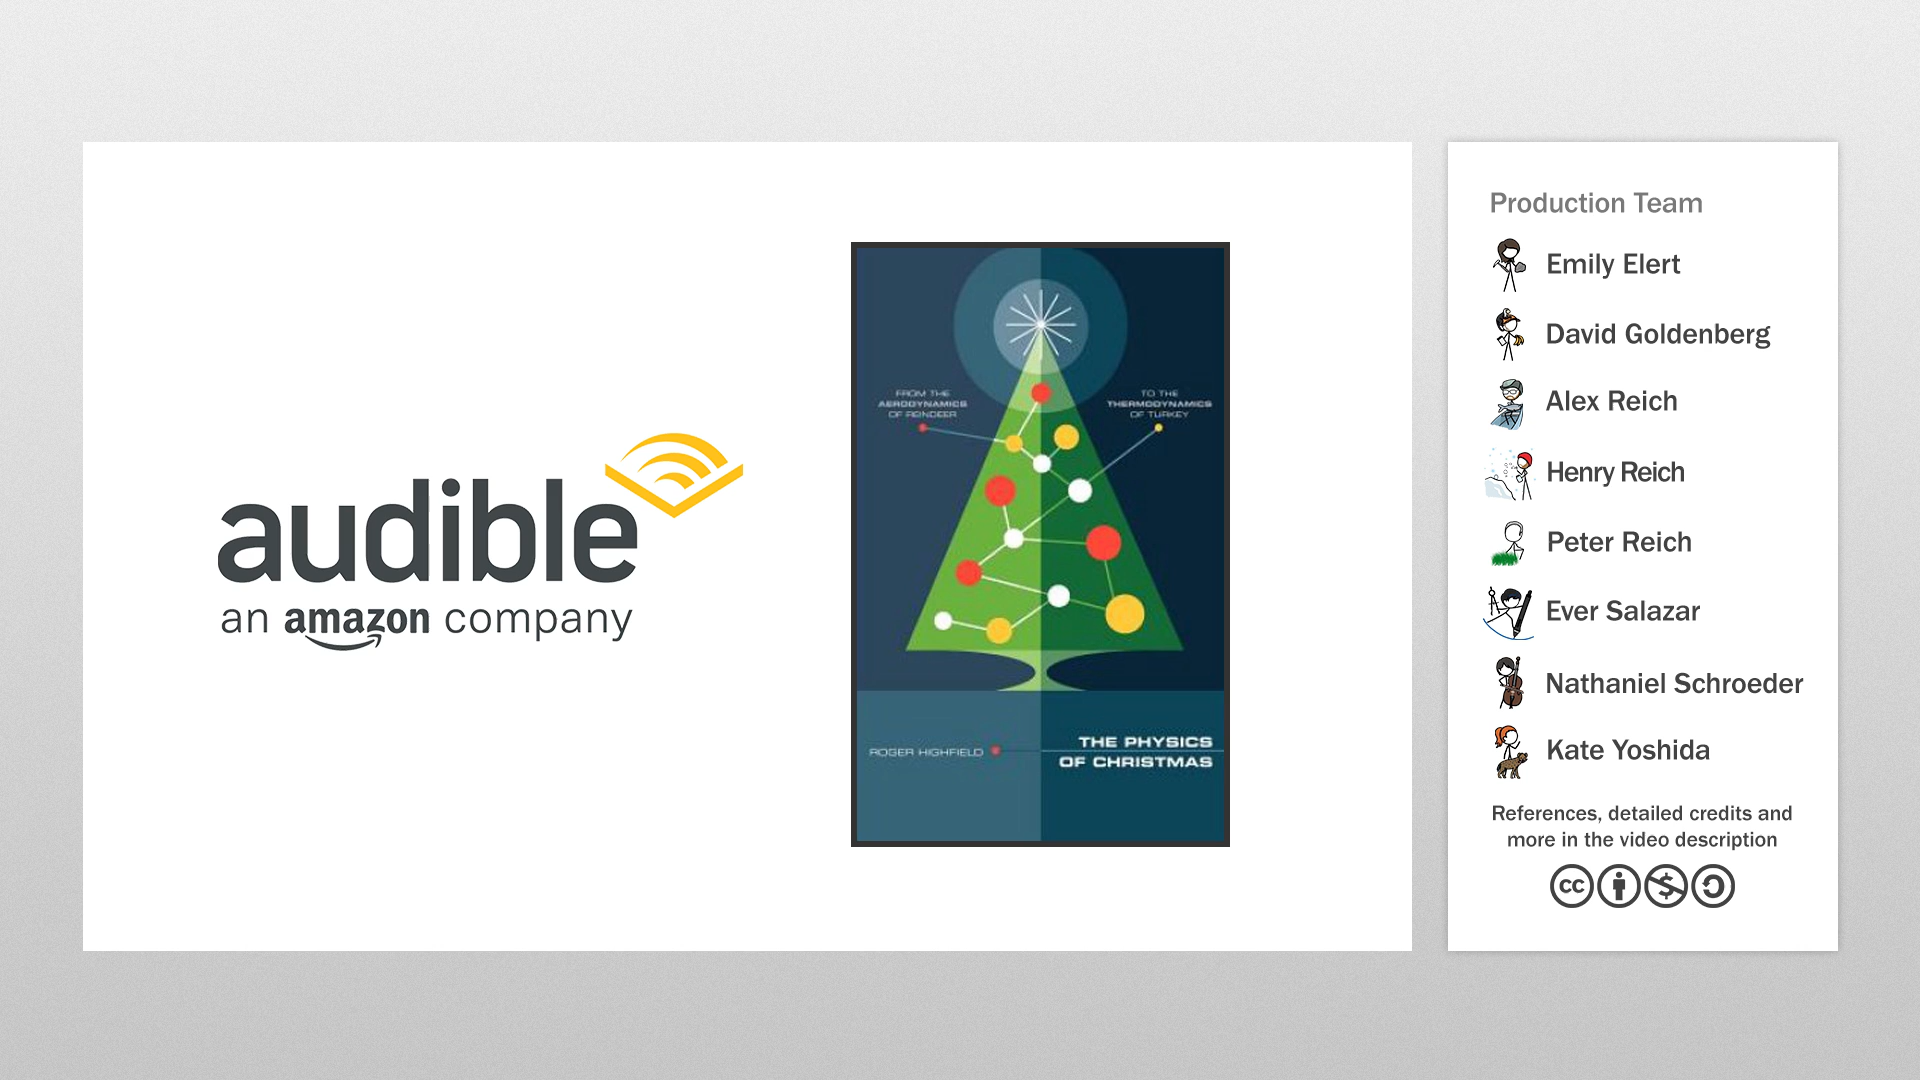 audible
an amazon company
FROM THE
AERODYNAMICS
OF REINDEER
TO THE
THERMODYNAMICS
OF TURKEY
ROGER HIGHFIELD
THE PHYSICS
OF CHRISTMAS
Production Team
Emily Elert
David Goldenberg
Alex Reich
Henry Reich
Peter Reich
Ever Salazar
Nathaniel Schroeder
Kate Yoshida
References, detailed credits and
more in the video description
cc